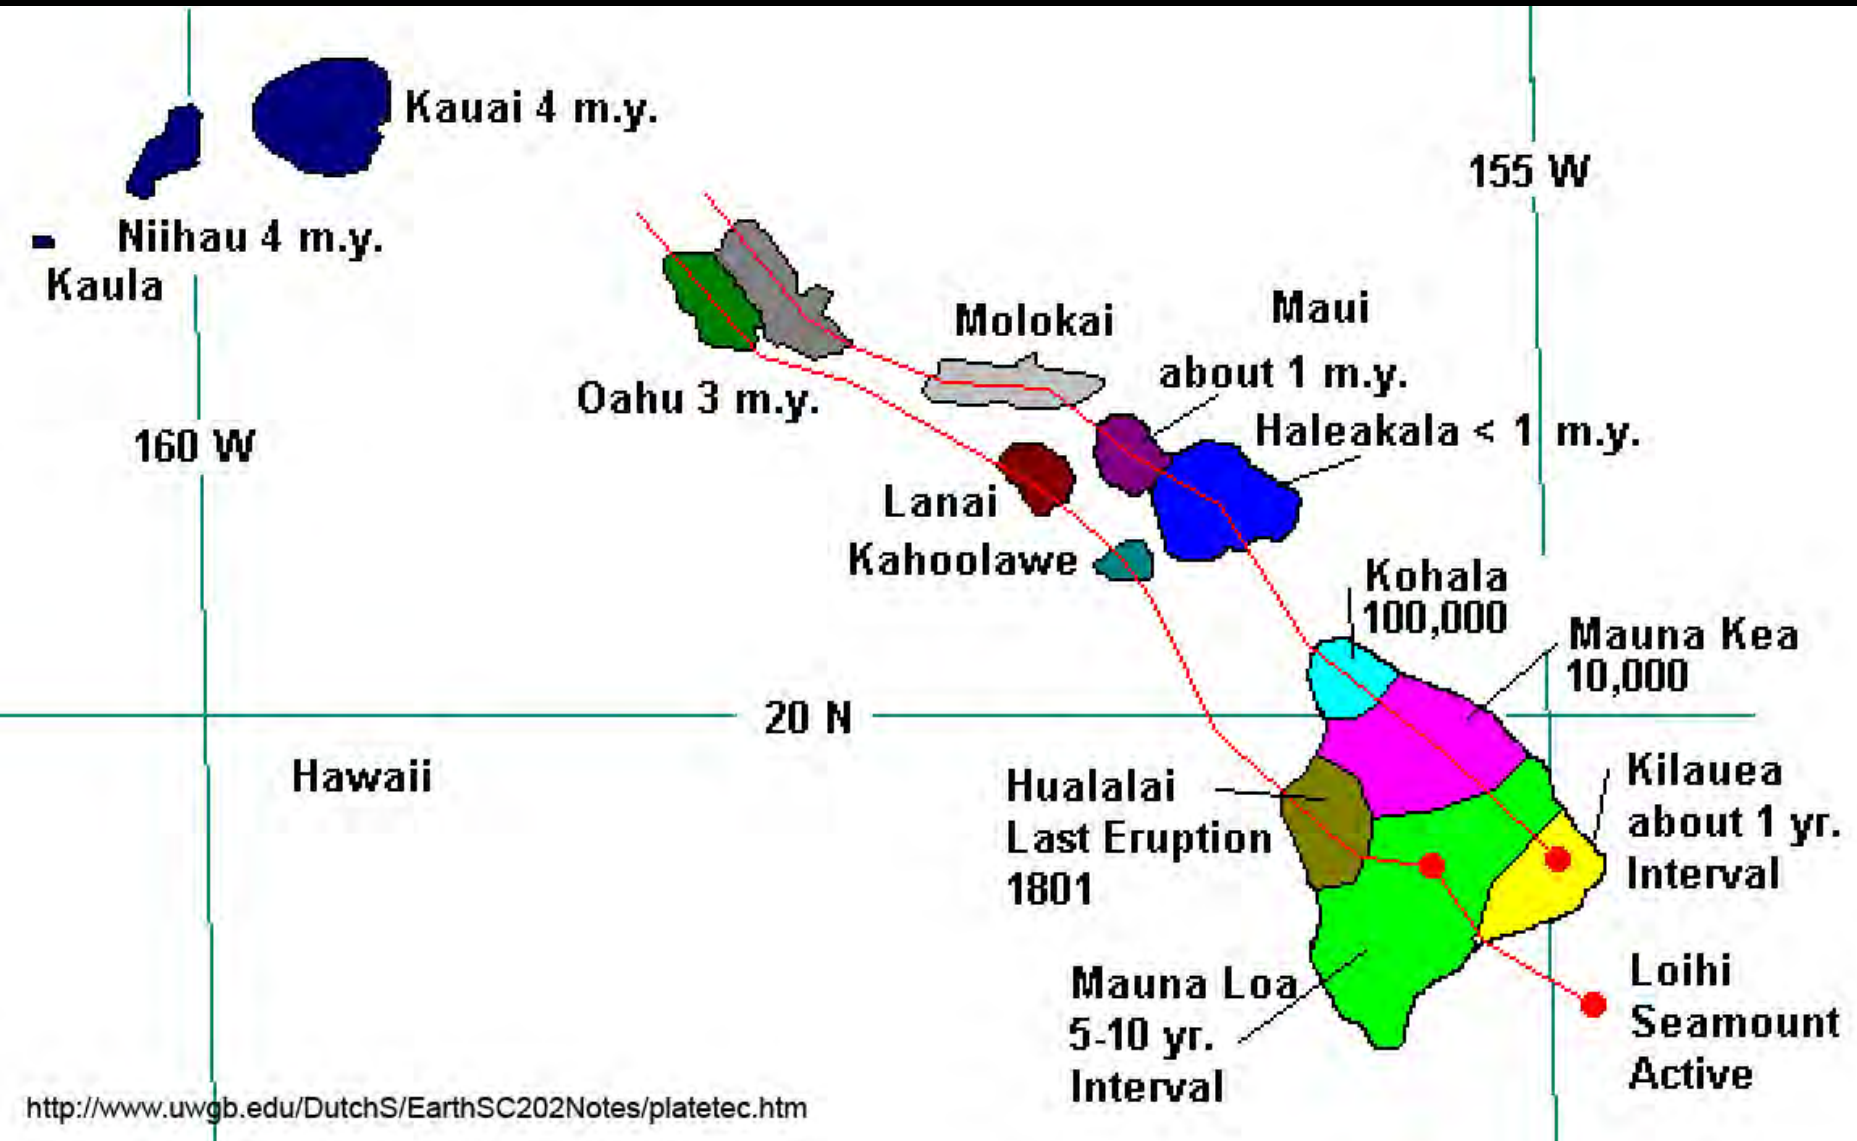 Kauai 4 m.y.
155 W
Niihau 4 m.y.
Kaula
Molokai
Maui
about 1 m.y.
Oahu 3 m.y.
Haleakala < 1 m.y.
160 W
Lanai
Kahoolawe
Kohala
100,000
Mauna Kea
10,000
20 N
Hawaii
Hualalai
Last Eruption
1801
Kilauea
about 1 yr.
Interval
Mauna Loa
5-10 yr.
Interval
Loihi
Seamount
Active
http://www.uwgb.edu/DutchS/EarthSC202Notes/platetec.htm